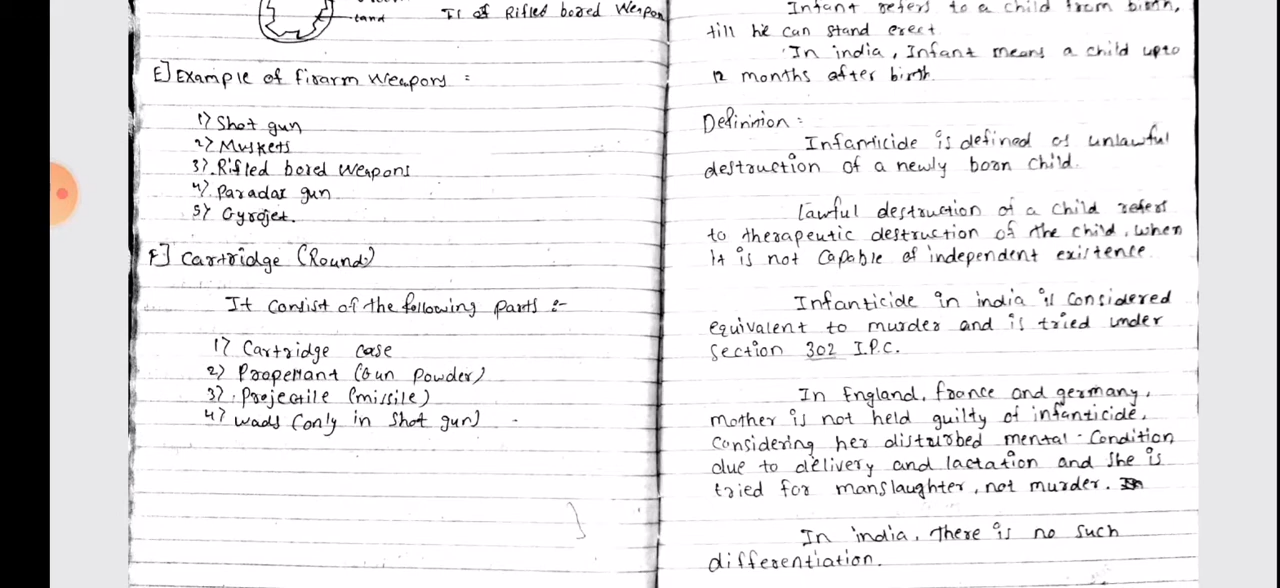 Land
TS of Rifled bored Weapon
E] Example of firarm Weapons :
1) Shot gun
2) Muskets
3) Rifled bored Weapons
4) Paradar gun
5) Gyrojet.
F] Cartridge (Round)
It consist of the following parts :-
1) Cartridge case
2) Propellant (Gun Powder)
3) Projectile (missile)
4) Wads (only in shot gun)
Infant refers to a child from birth,
till he can stand erect.
In india, Infant means a child upto
12 months after birth.
Definition :
Infanticide is defined as unlawful
destruction of a newly born child.
Lawful destruction of a child refers
to therapeutic destruction of the child, when
it is not capable of independent existence.
Infanticide in india is considered
equivalent to murder and is tried under
Section 302 I.P.C.
In England, france and germany,
mother is not held guilty of infanticide,
Considering her disturbed mental Condition
due to delivery and lactation and she is
tried for manslaughter, not murder.
In india, there is no such
differentiation.